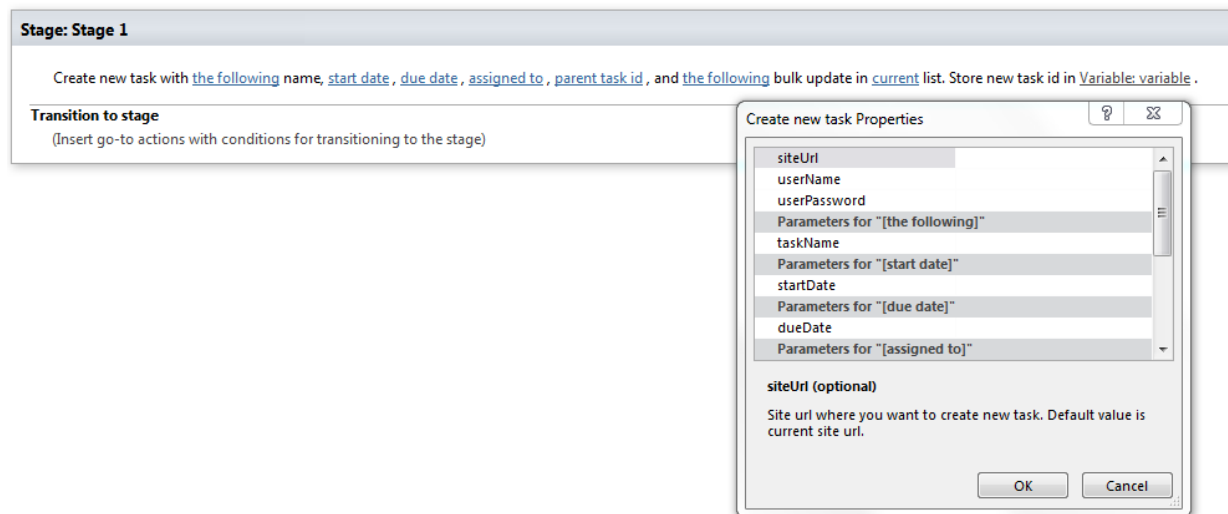 Stage: Stage 1
Create new task with the following name, start date , due date , assigned to , parent task id , and the following bulk update in current list. Store new task id in Variable: variable .
Transition to stage
(Insert go-to actions with conditions for transitioning to the stage)
Create new task Properties
siteUrl
userName
userPassword
Parameters for "[the following]"
taskName
Parameters for "[start date]"
startDate
Parameters for "[due date]"
dueDate
Parameters for "[assigned to]"
siteUrl (optional)
Site url where you want to create new task. Default value is
current site url.
OK Cancel